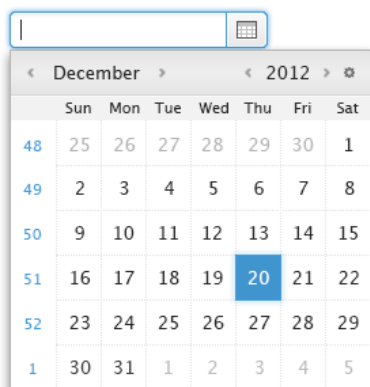 December 2012
Sun Mon Tue Wed Thu Fri Sat
48 25 26 27 28 29 30 1
49 2 3 4 5 6 7 8
50 9 10 11 12 13 14 15
51 16 17 18 19 20 21 22
52 23 24 25 26 27 28 29
1 30 31 1 2 3 4 5